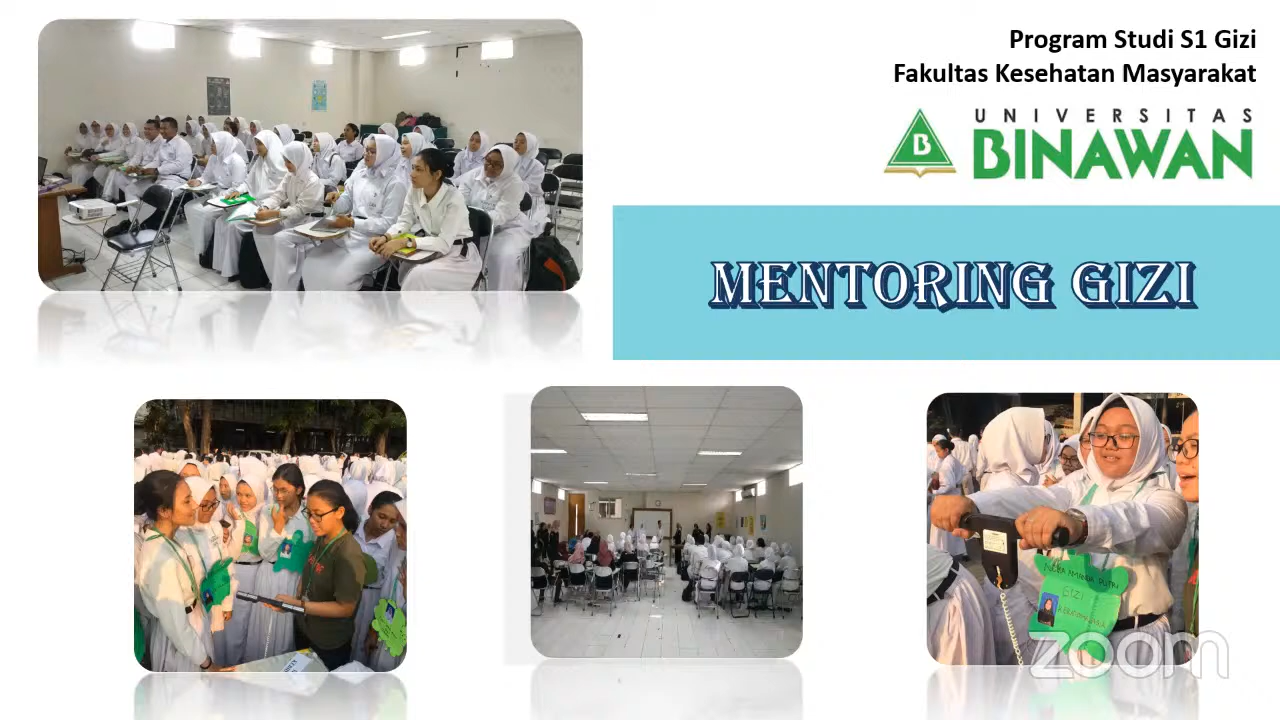 Program Studi S1 Gizi
Fakultas Kesehatan Masyarakat
UNIVERSITAS
B
BINAWAN
MENTORING GIZI
GIZI
zoom